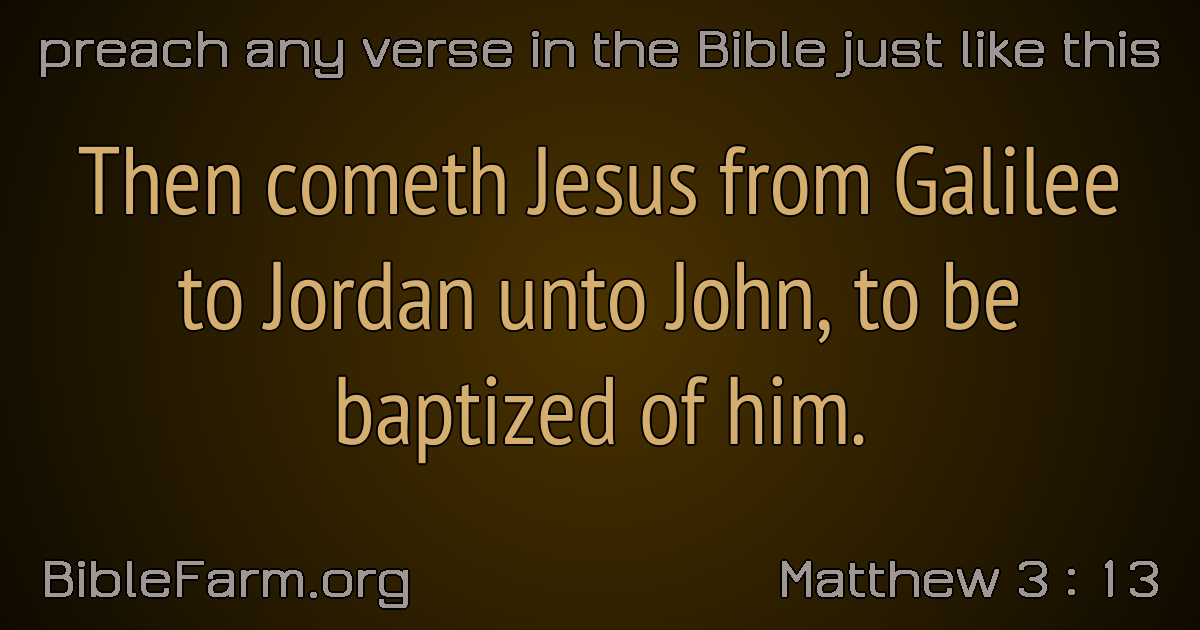 preach any verse in the Bible just like this
Then cometh Jesus from Galilee
to Jordan unto John, to be
baptized of him.
BibleFarm.org
Matthew 3 : 13